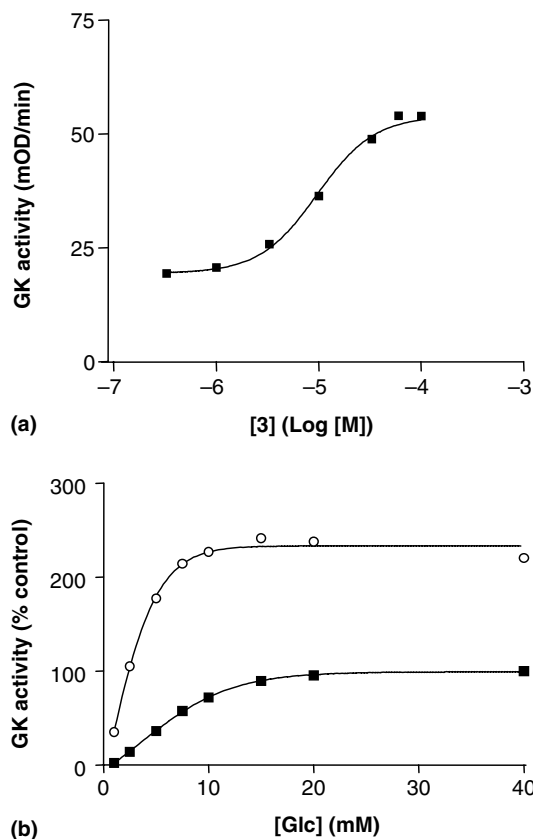 75
50
25
0
GK activity (mOD/min)
–7 –6 –5 –4 –3
(a)
[3] (Log [M])
300
200
100
0
GK activity (% control)
0 10 20 30 40
(b)
[Glc] (mM)